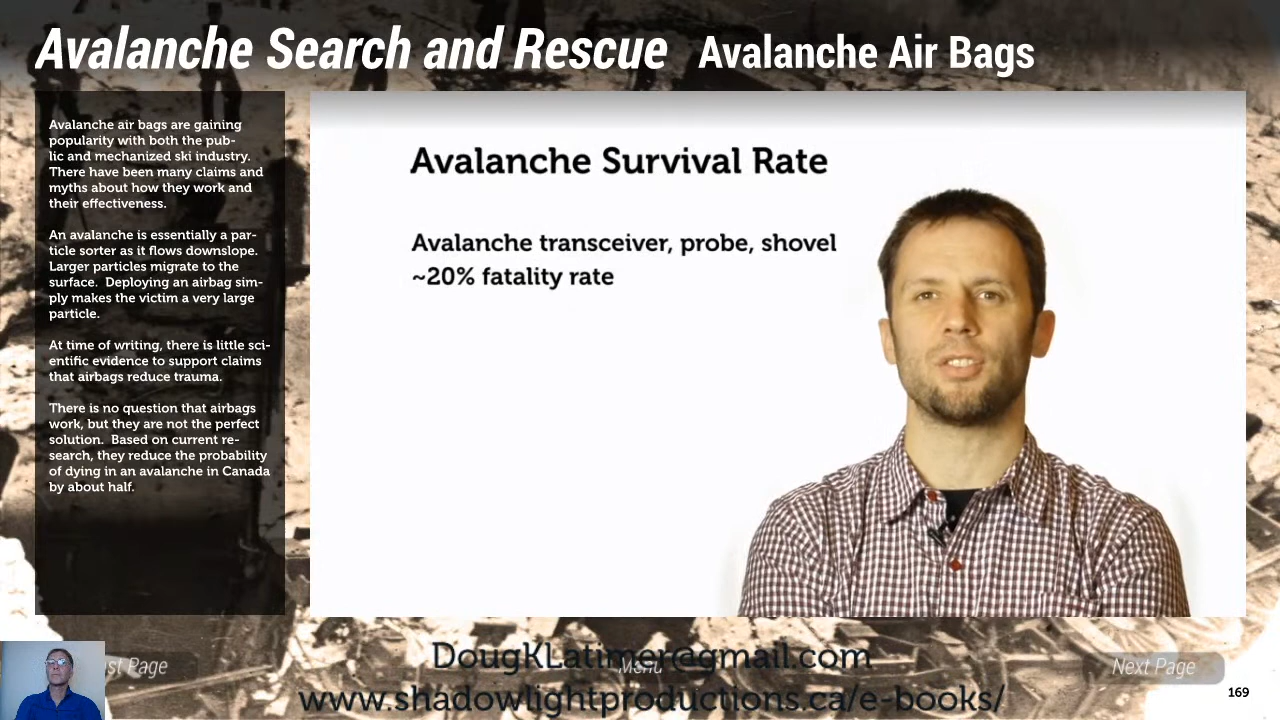 Avalanche Search and Rescue Avalanche Air Bags
Avalanche air bags are gaining
popularity with both the pub-
lic and mechanized ski industry.
There have been many claims and
myths about how they work and
their effectiveness.
An avalanche is essentially a par-
ticle sorter as it flows downslope.
Larger particles migrate to the
surface.  Deploying an airbag sim-
ply makes the victim a very large
particle.
At time of writing, there is little sci-
entific evidence to support claims
that airbags reduce trauma.
There is no question that airbags
work, but they are not the perfect
solution.  Based on current re-
search, they reduce the probability
of dying in an avalanche in Canada
by about half.
Avalanche Survival Rate
Avalanche transceiver, probe, shovel
~20% fatality rate
DougKLatimer@gmail.com
Page
Menu
Next Page
www.shadowlightproductions.ca/e-books/
169